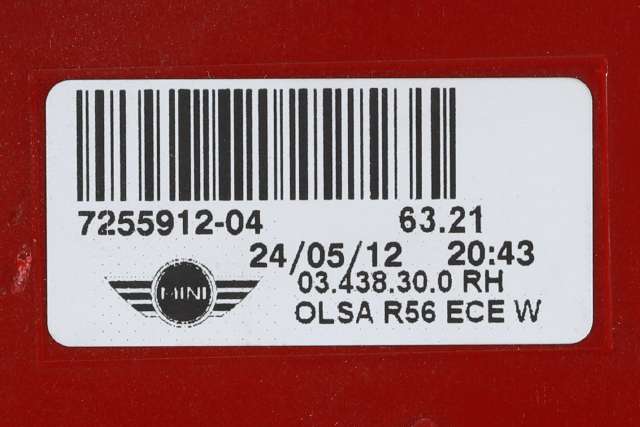 7255912-04 63.21
24/05/12 20:43
03.438.30.0 RH
MINI
OLSA R56 ECE W